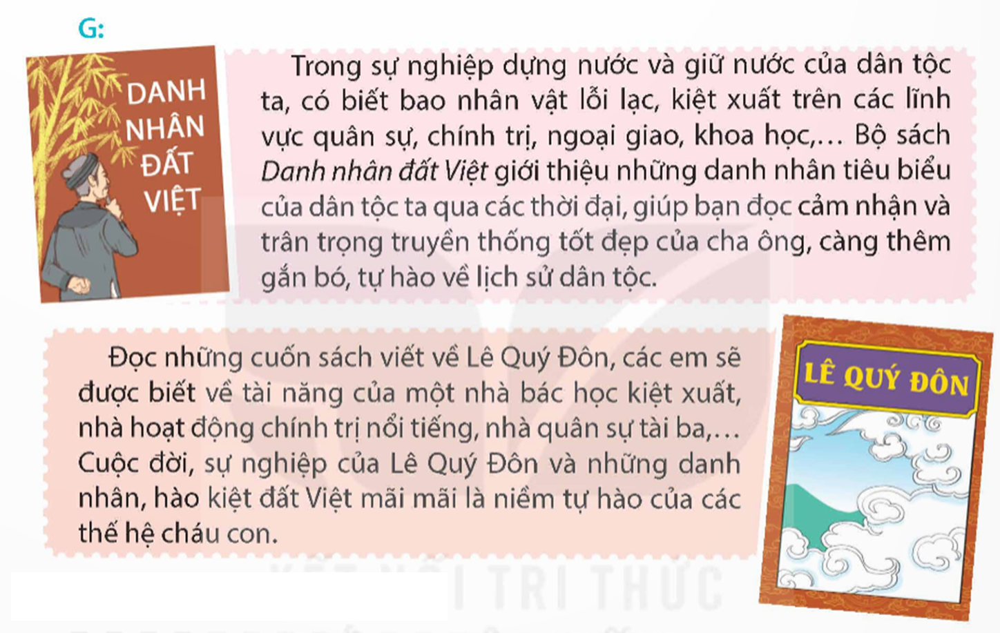 G:
DANH
NHÂN
ĐẤT
VIỆT
Trong sự nghiệp dựng nước và giữ nước của dân tộc
ta, có biết bao nhân vật lỗi lạc, kiệt xuất trên các lĩnh
vực quân sự, chính trị, ngoại giao, khoa học,... Bộ sách
Danh nhân đất Việt giới thiệu những danh nhân tiêu biểu
của dân tộc ta qua các thời đại, giúp bạn đọc cảm nhận và
trân trọng truyền thống tốt đẹp của cha ông, càng thêm
gắn bó, tự hào về lịch sử dân tộc.
Đọc những cuốn sách viết về Lê Quý Đôn, các em sẽ
được biết về tài năng của một nhà bác học kiệt xuất,
nhà hoạt động chính trị nổi tiếng, nhà quân sự tài ba,...
Cuộc đời, sự nghiệp của Lê Quý Đôn và những danh
nhân, hào kiệt đất Việt mãi mãi là niềm tự hào của các
thế hệ cháu con.
LÊ QUÝ ĐÔN
KẾT NỐI TRI THỨC